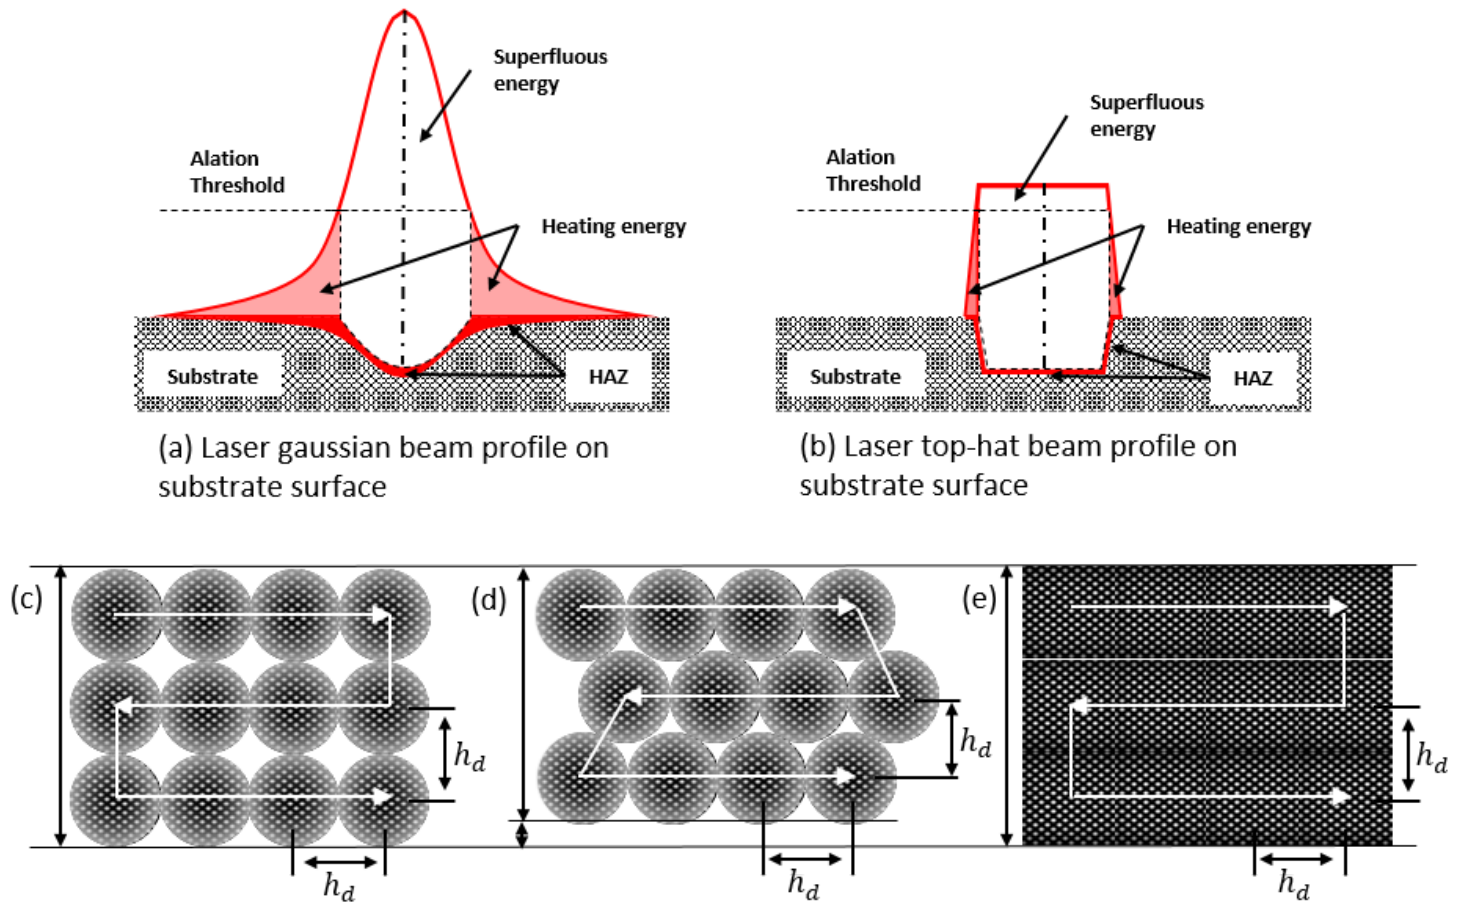 Superfluous
energy
Alation
Threshold
Heating energy
Substrate
HAZ
(a) Laser gaussian beam profile on
substrate surface
Superfluous
energy
Alation
Threshold
Heating energy
Substrate
HAZ
(b) Laser top-hat beam profile on
substrate surface
(c)
h_d
h_d
(d)
h_d
h_d
(e)
h_d
h_d